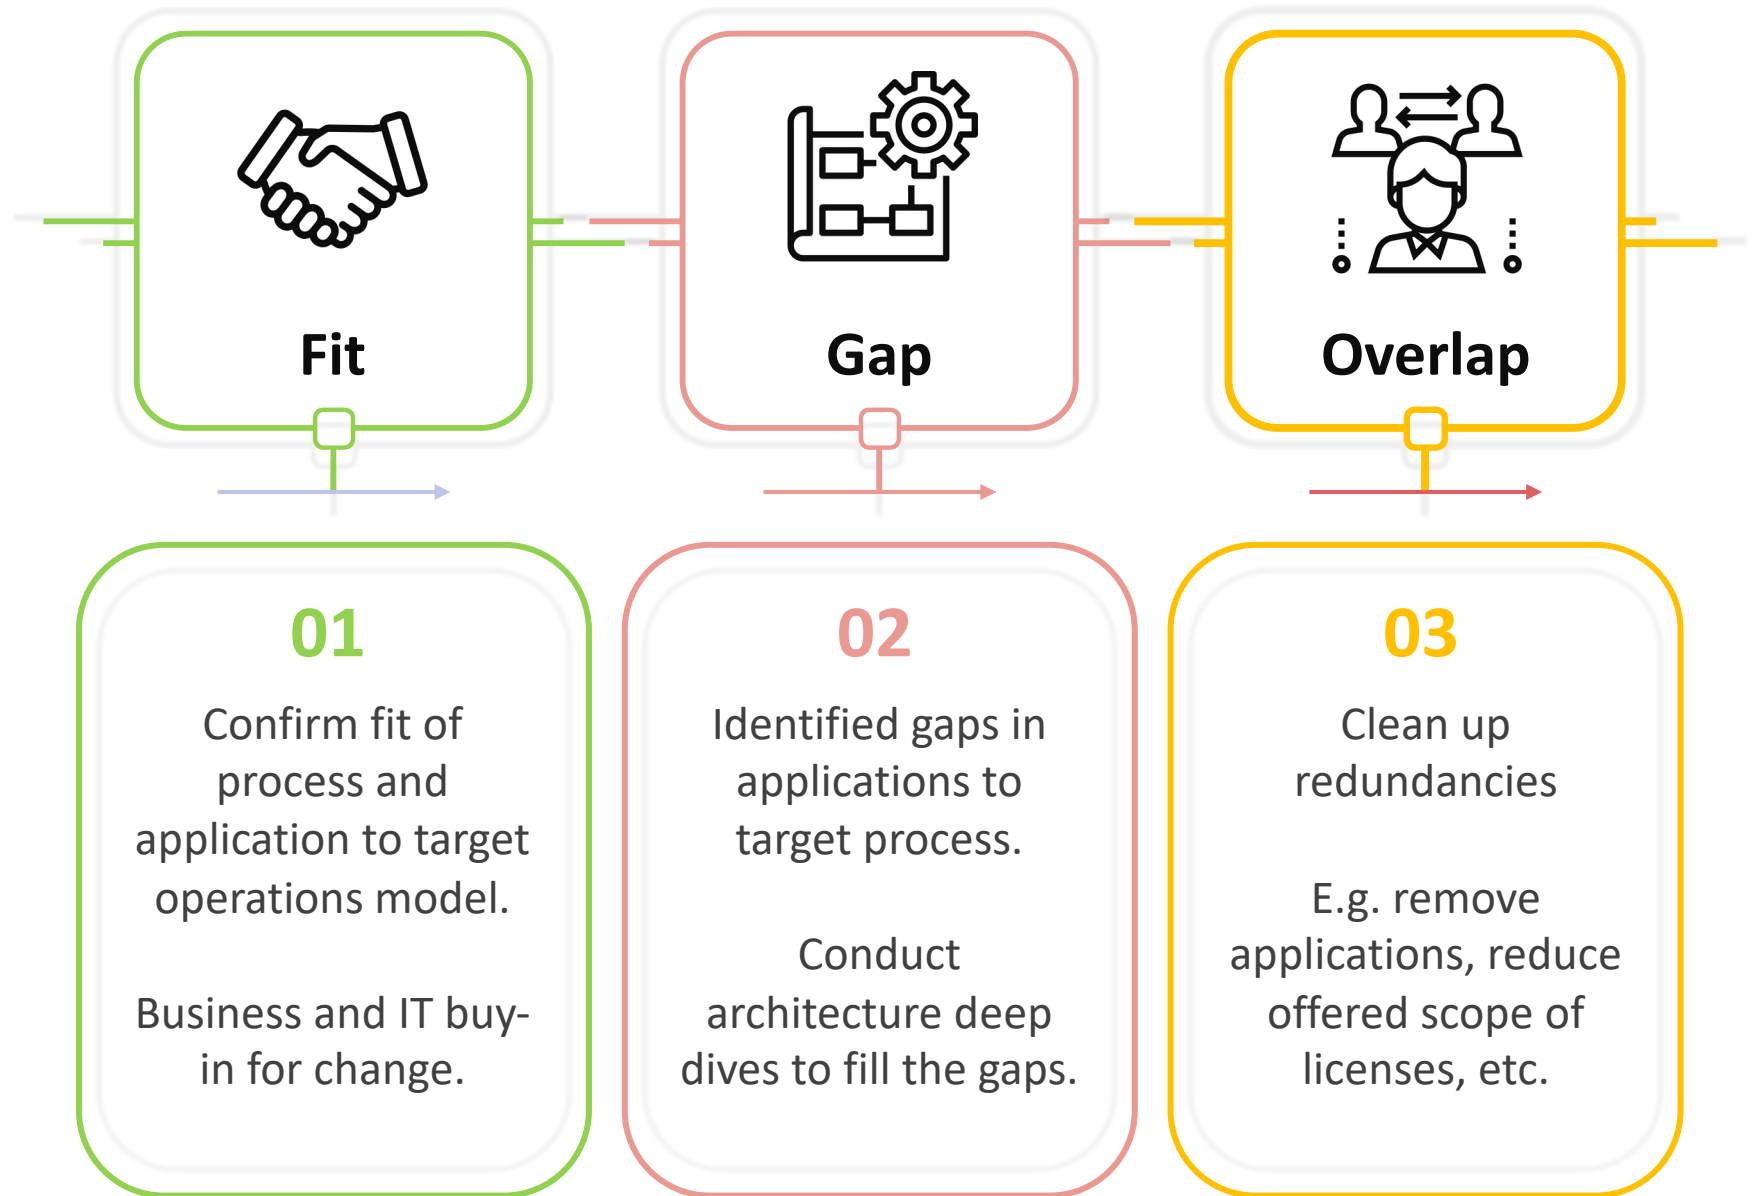 Fit
Gap
Overlap
01
Confirm fit of
process and
application to target
operations model.
Business and IT buy-
in for change.
02
Identified gaps in
applications to
target process.
Conduct
architecture deep
dives to fill the gaps.
03
Clean up
redundancies
E.g. remove
applications, reduce
offered scope of
licenses, etc.